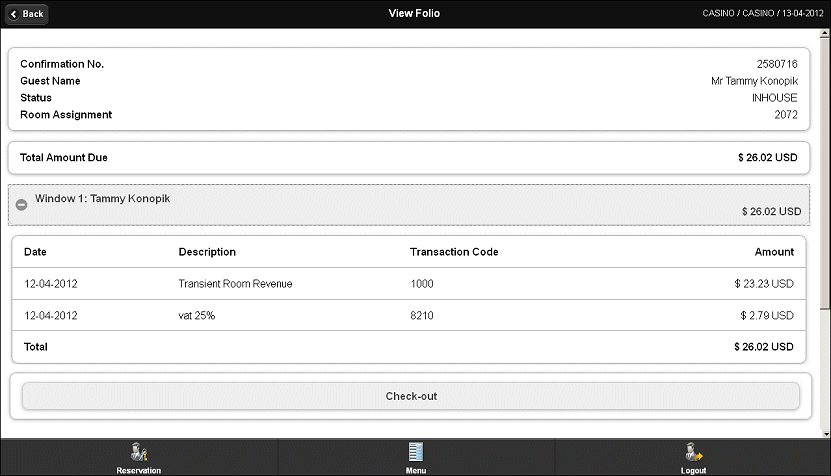 Back View Folio CASINO / CASINO / 13-04-2012
Confirmation No. 2580716
Guest Name Mr Tammy Konopik
Status INHOUSE
Room Assignment 2072
Total Amount Due $ 26.02 USD
Window 1: Tammy Konopik
$ 26.02 USD
Date Description Transaction Code Amount
12-04-2012 Transient Room Revenue 1000 $ 23.23 USD
12-04-2012 vat 25% 8210 $ 2.79 USD
Total $ 26.02 USD
Check-out
Reservation Menu Logout